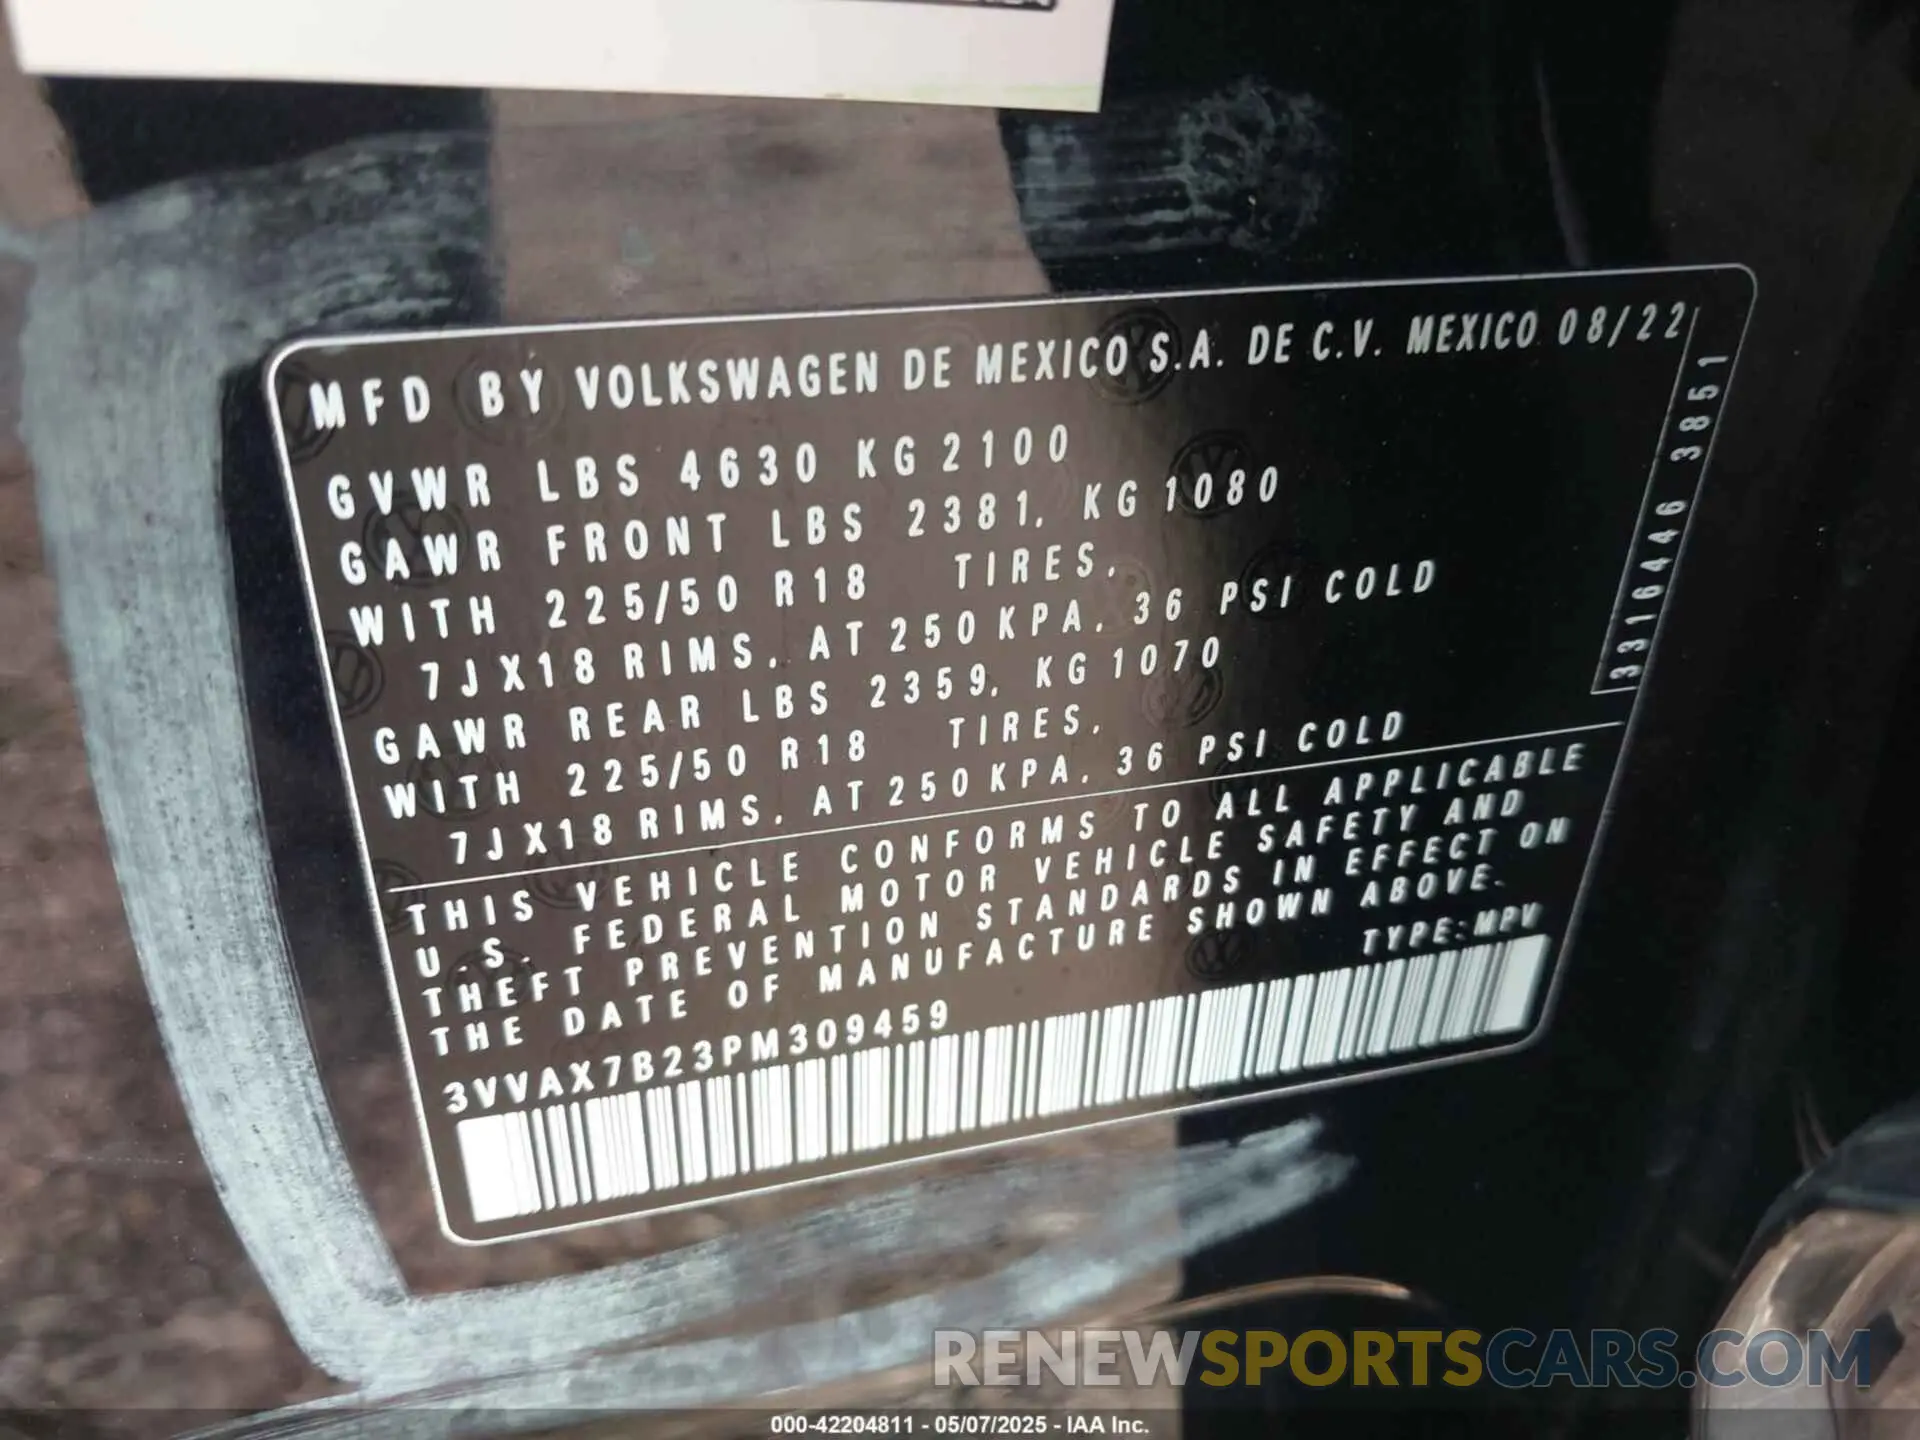 MFD BY VOLKSWAGEN DE MEXICO S.A. DE C.V. MEXICO 08/22
GVWR LBS 4630 KG 2100
GAWR FRONT LBS 2381. KG 1080
WITH 225/50 R18 TIRES.
7JX18 RIMS. AT 250 KPA. 36 PSI COLD
GAWR REAR LBS 2359. KG 1070
WITH 225/50 R18 TIRES.
7JX18 RIMS. AT 250 KPA. 36 PSI COLD
3316446 3851
THIS VEHICLE CONFORMS TO ALL APPLICABLE
U.S. FEDERAL MOTOR VEHICLE SAFETY AND
THEFT PREVENTION STANDARDS IN EFFECT ON
THE DATE OF MANUFACTURE SHOWN ABOVE.
TYPE:MPV
3VVAX7B23PM309459
RENEWSPORTSCARS.COM
000-42204811 - 05/07/2025 - IAA Inc.